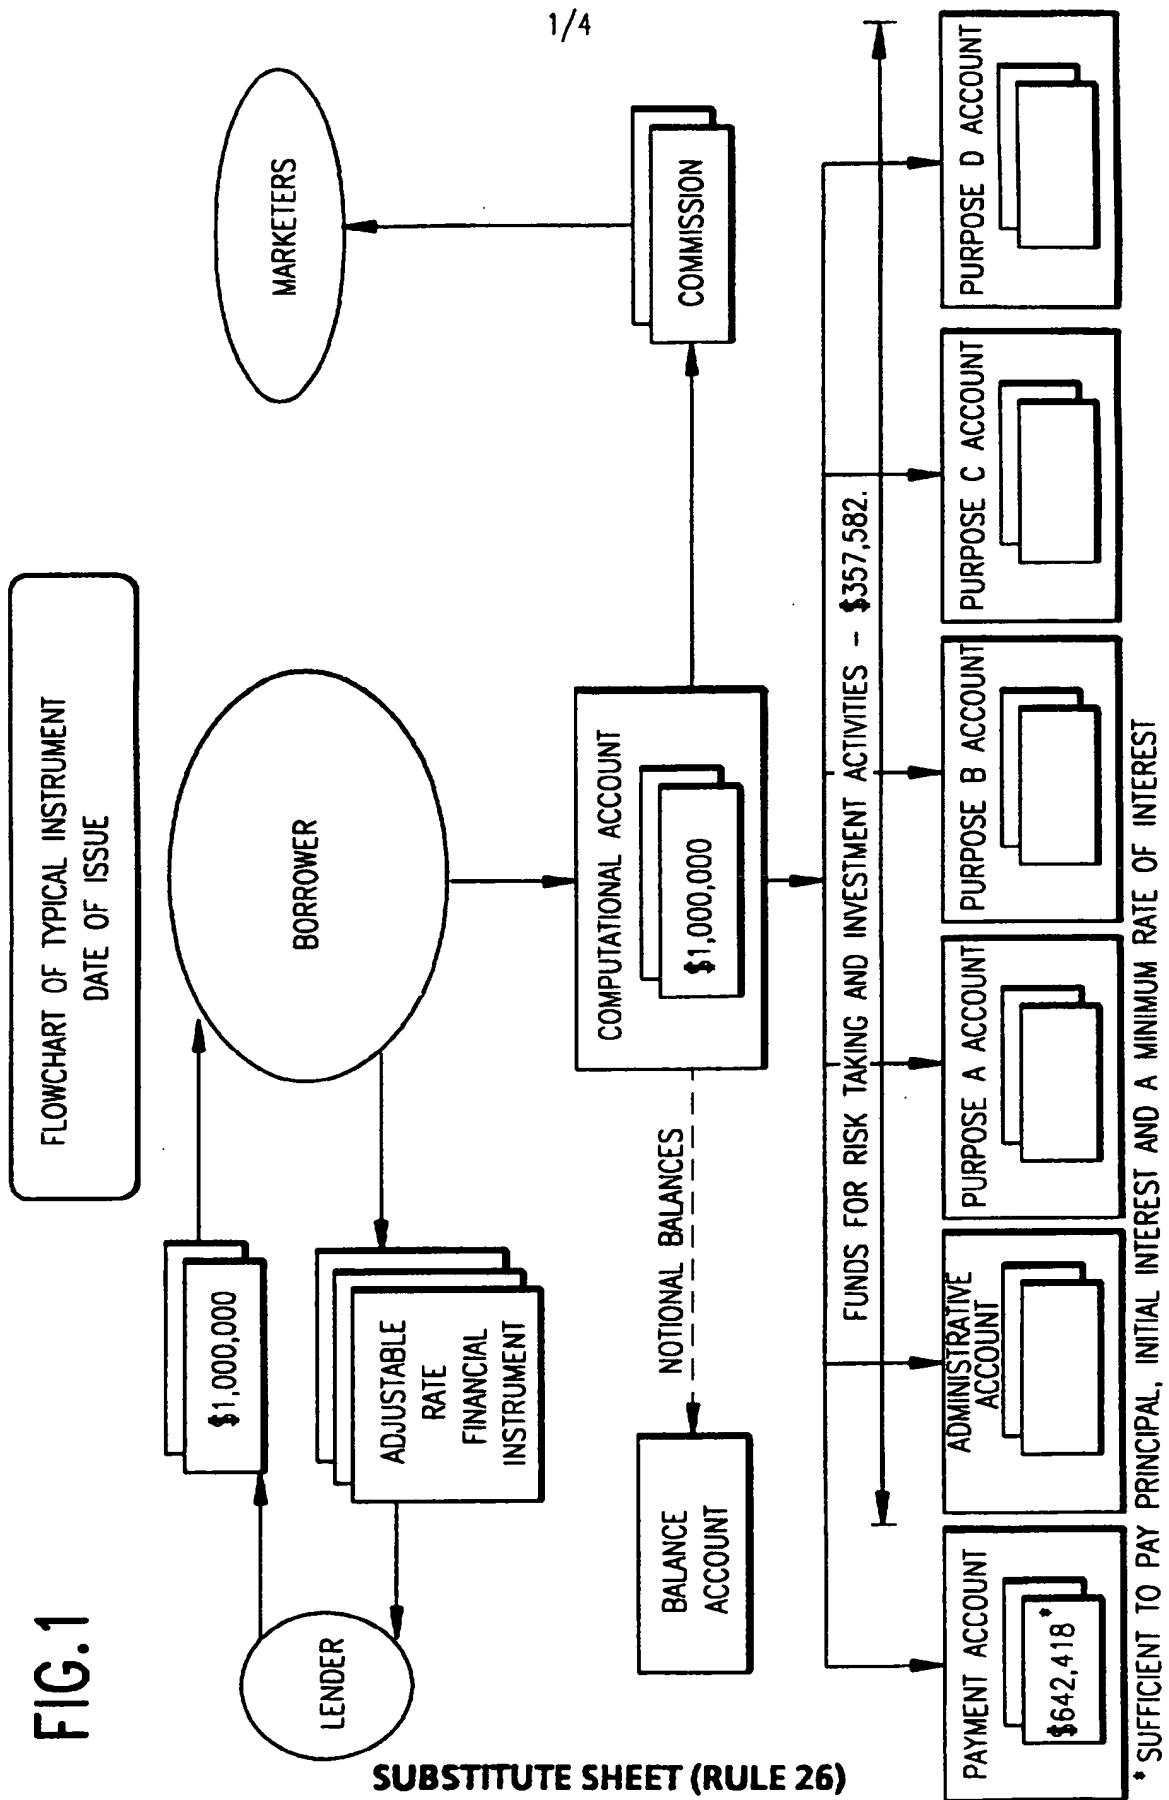 1/4
FIG.1
FLOWCHART OF TYPICAL INSTRUMENT
DATE OF ISSUE
LENDER
$1,000,000
ADJUSTABLE
RATE
FINANCIAL
INSTRUMENT
BORROWER
MARKETERS
BALANCE
ACCOUNT
NOTIONAL BALANCES
COMPUTATIONAL ACCOUNT
$1,000,000
COMMISSION
FUNDS FOR RISK TAKING AND INVESTMENT ACTIVITIES - $357,582.
PAYMENT ACCOUNT
$642,418*
ADMINISTRATIVE
ACCOUNT
PURPOSE A ACCOUNT
PURPOSE B ACCOUNT
PURPOSE C ACCOUNT
PURPOSE D ACCOUNT
* SUFFICIENT TO PAY PRINCIPAL, INITIAL INTEREST AND A MINIMUM RATE OF INTEREST
SUBSTITUTE SHEET (RULE 26)